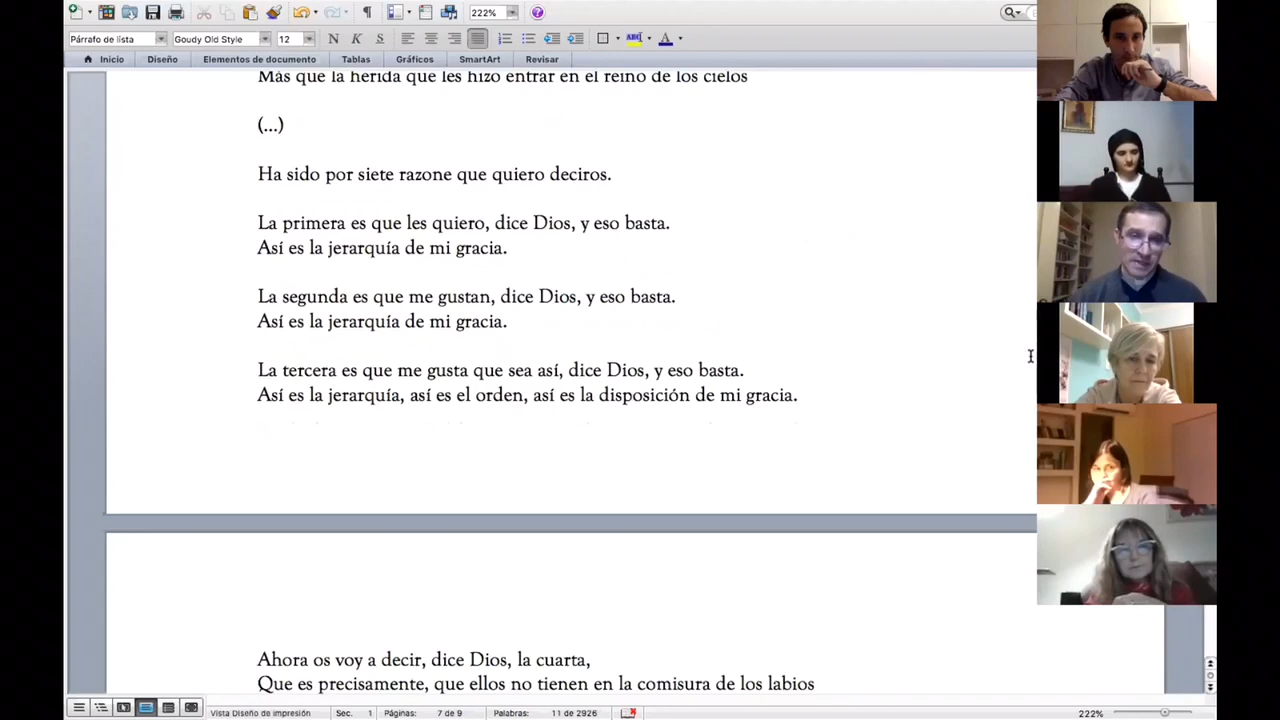 222%
Párrafo de lista
Goudy Old Style
12
N K S
ABC
A
Inicio
Diseño
Elementos de documento
Tablas
Gráficos
SmartArt
Revisar
Más que la herida que les hizo entrar en el reino de los cielos
(...)
Ha sido por siete razone que quiero deciros.
La primera es que les quiero, dice Dios, y eso basta.
Así es la jerarquía de mi gracia.
La segunda es que me gustan, dice Dios, y eso basta.
Así es la jerarquía de mi gracia.
La tercera es que me gusta que sea así, dice Dios, y eso basta.
Así es la jerarquía, así es el orden, así es la disposición de mi gracia.
Ahora os voy a decir, dice Dios, la cuarta,
Que es precisamente, que ellos no tienen en la comisura de los labios
Vista Diseño de impresión
Sec. 1
Páginas: 7 de 9
Palabras: 11 de 2926
222%